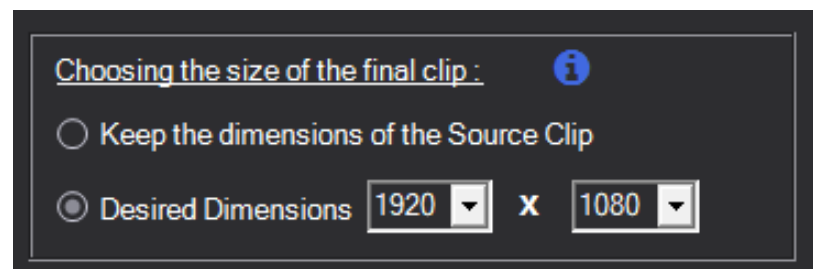 Choosing the size of the final clip :
Keep the dimensions of the Source Clip
Desired Dimensions 1920 x 1080